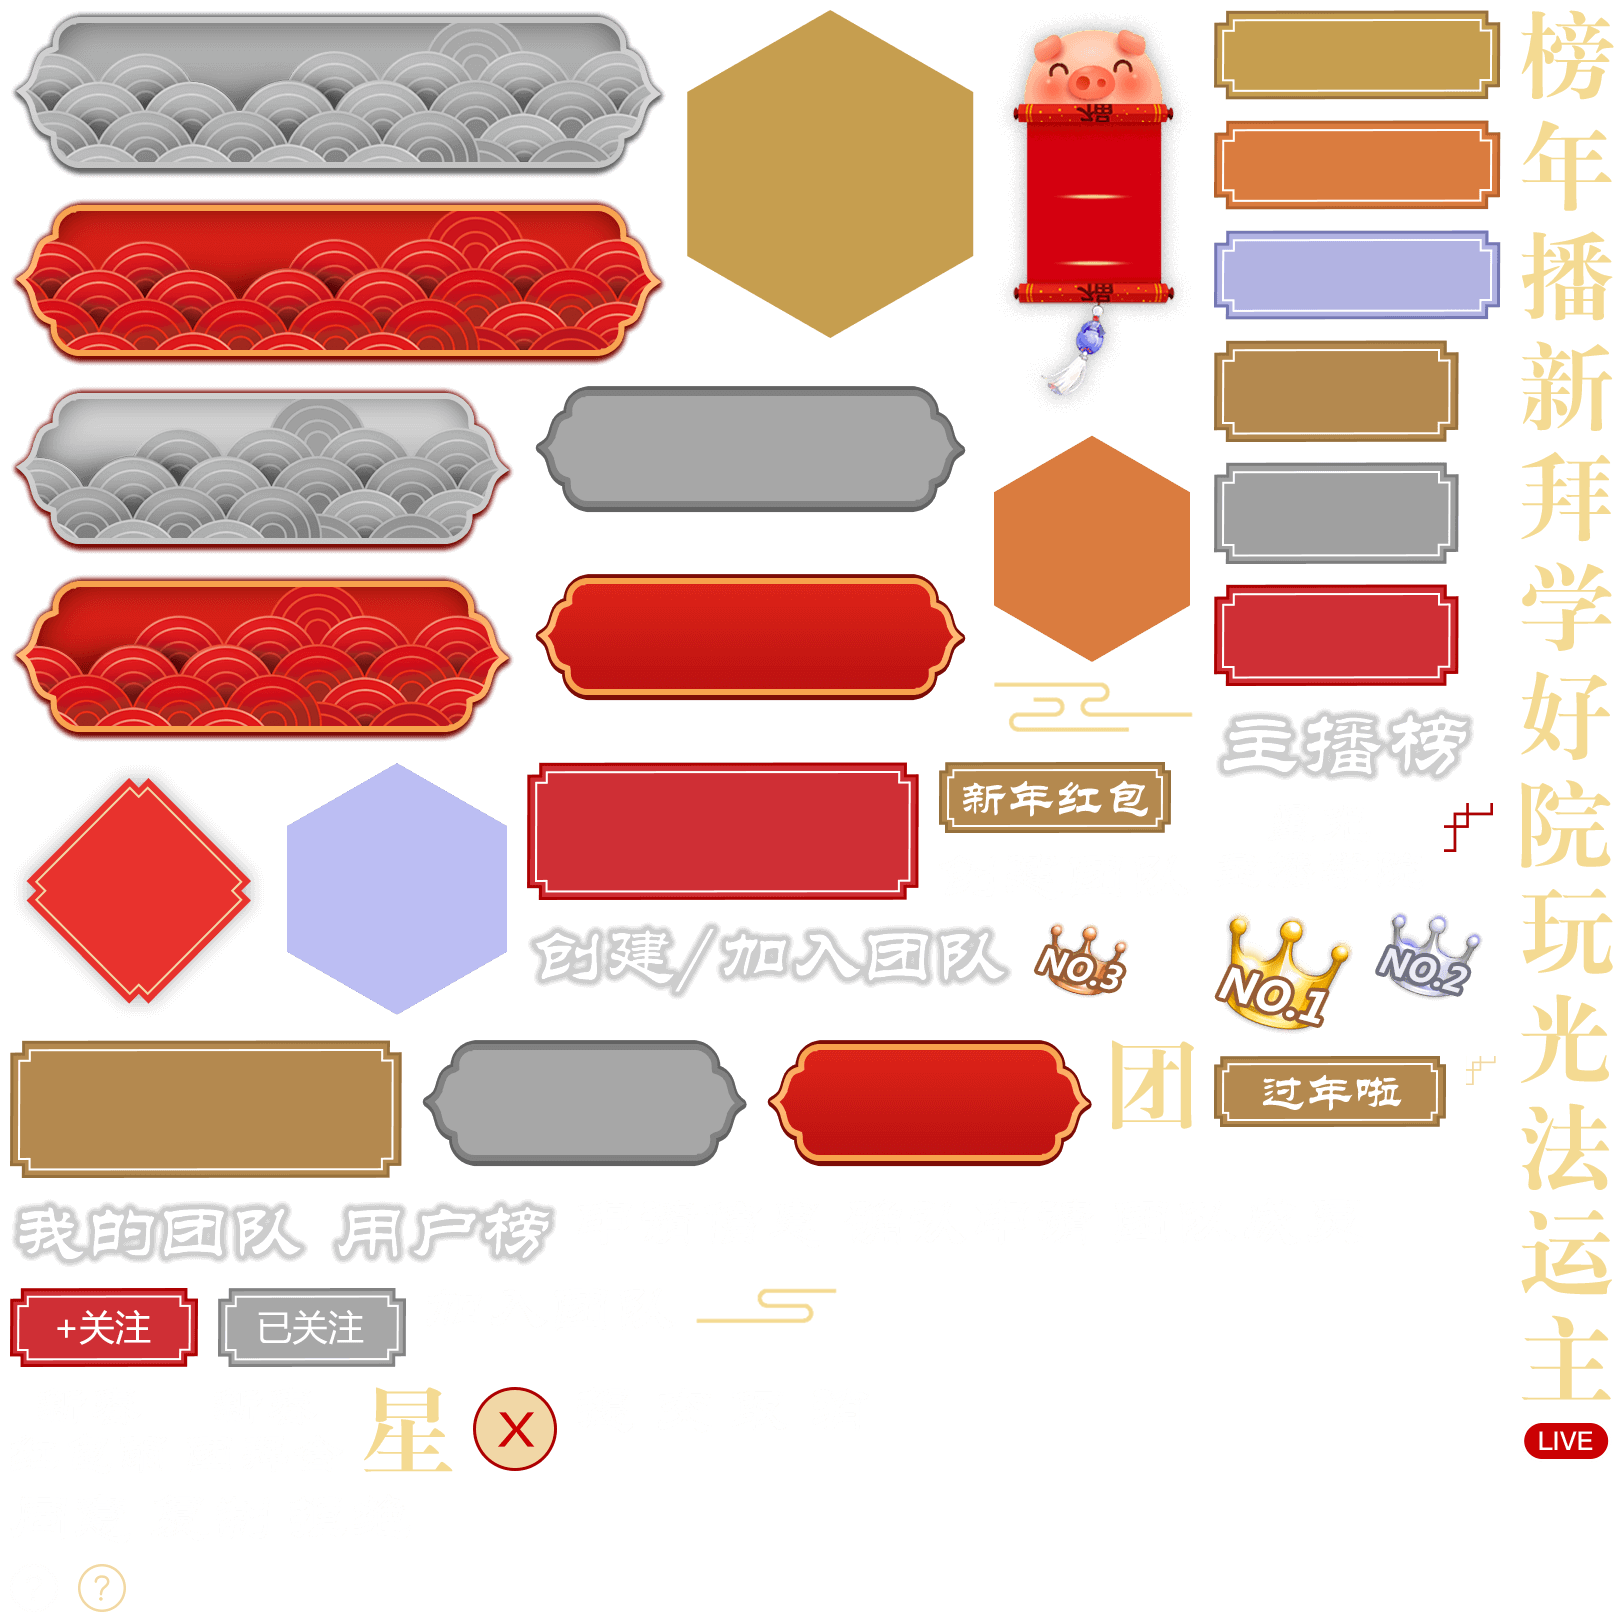 榜
年
播
新
拜
学
好
院
玩
光
法
运
主
LIVE
主播榜
新年红包
创建/加入团队
NO.3
NO.1
NO.2
团
过年啦
我的团队 用户榜
+关注
已关注
星
X
?